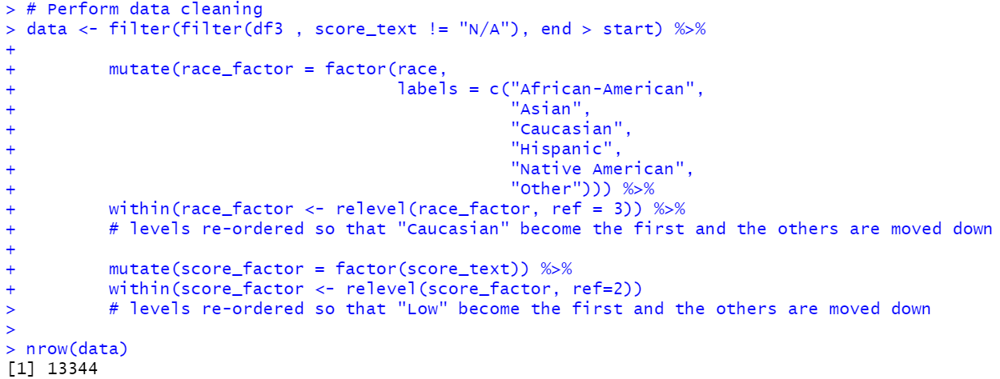 > # Perform data cleaning
> data <- filter(filter(df3 , score_text != "N/A"), end > start) %>%
+
+         mutate(race_factor = factor(race,
+                                     labels = c("African-American",
+                                                "Asian",
+                                                "Caucasian",
+                                                "Hispanic",
+                                                "Native American",
+                                                "Other"))) %>%
+         within(race_factor <- relevel(race_factor, ref = 3)) %>%
+         # levels re-ordered so that "Caucasian" become the first and the others are moved down
+
+         mutate(score_factor = factor(score_text)) %>%
+         within(score_factor <- relevel(score_factor, ref=2))
>         # levels re-ordered so that "Low" become the first and the others are moved down
>
> nrow(data)
[1] 13344